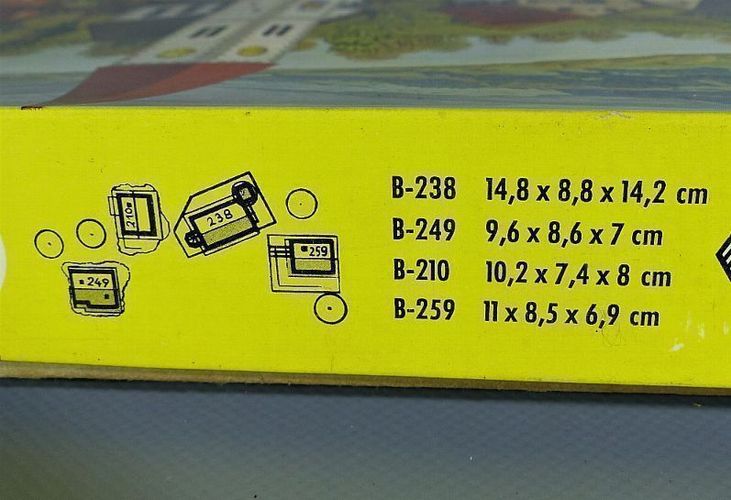 210
238
249
259
B-238 14,8 x 8,8 x 14,2 cm
B-249 9,6 x 8,6 x 7 cm
B-210 10,2 x 7,4 x 8 cm
B-259 11 x 8,5 x 6,9 cm